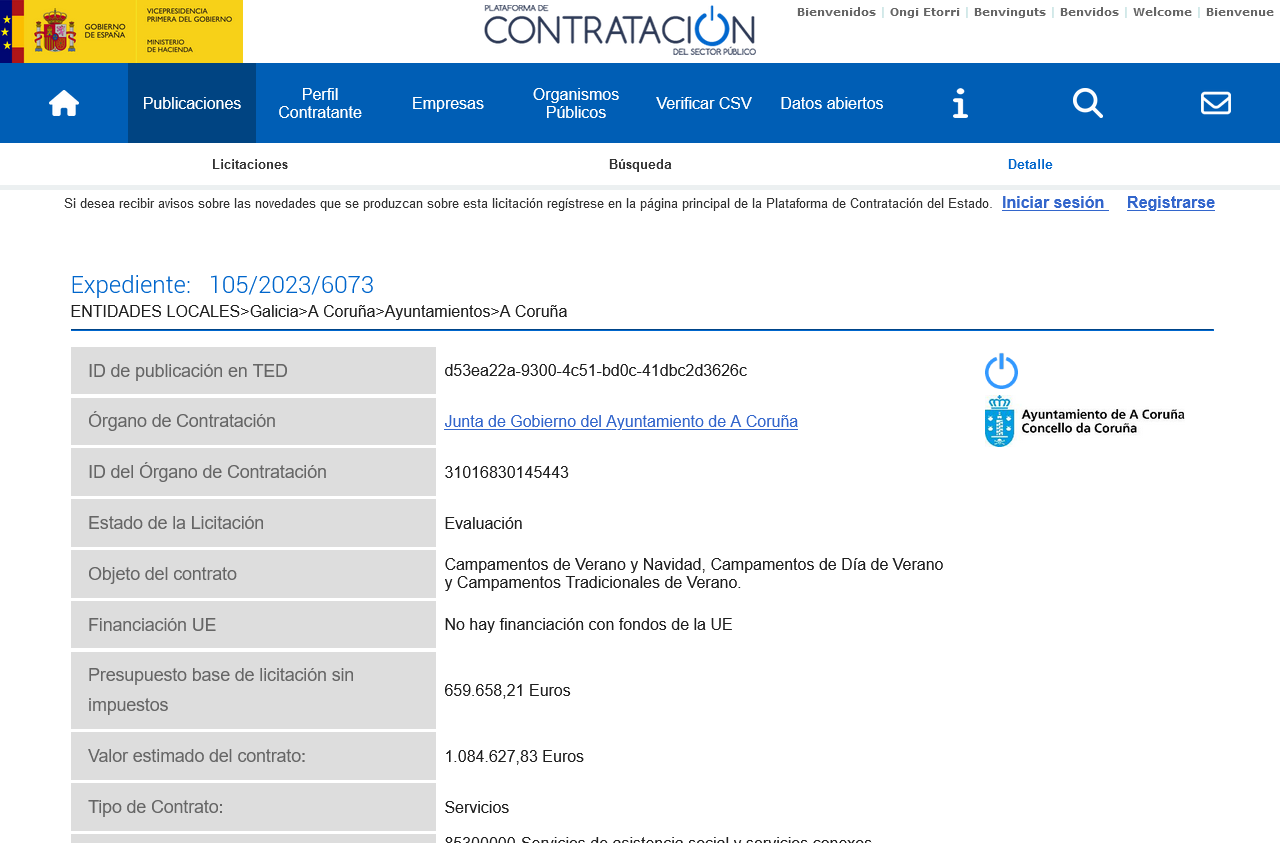 GOBIERNO
DE ESPAÑA
VICEPRESIDENCIA
PRIMERA DEL GOBIERNO
MINISTERIO
DE HACIENDA
PLATAFORMA DE
CONTRATACIÓN
DEL SECTOR PÚBLICO
Bienvenidos | Ongi Etorri | Benvinguts | Benvidos | Welcome | Bienvenue
Publicaciones
Perfil
Contratante
Empresas
Organismos
Públicos
Verificar CSV
Datos abiertos
Licitaciones
Búsqueda
Detalle
Si desea recibir avisos sobre las novedades que se produzcan sobre esta licitación regístrese en la página principal de la Plataforma de Contratación del Estado. Iniciar sesión Registrarse
Expediente: 105/2023/6073
ENTIDADES LOCALES>Galicia>A Coruña>Ayuntamientos>A Coruña
ID de publicación en TED d53ea22a-9300-4c51-bd0c-41dbc2d3626c
Ayuntamiento de A Coruña
Concello da Coruña
Órgano de Contratación Junta de Gobierno del Ayuntamiento de A Coruña
ID del Órgano de Contratación 31016830145443
Estado de la Licitación Evaluación
Objeto del contrato Campamentos de Verano y Navidad, Campamentos de Día de Verano
y Campamentos Tradicionales de Verano.
Financiación UE No hay financiación con fondos de la UE
Presupuesto base de licitación sin
impuestos 659.658,21 Euros
Valor estimado del contrato: 1.084.627,83 Euros
Tipo de Contrato: Servicios
85300000-Servicios de asistencia social y servicios conexos